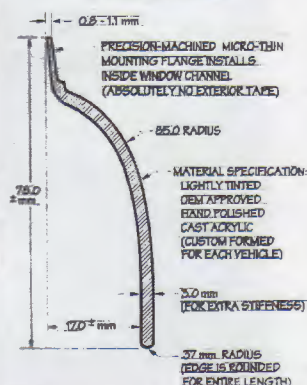 0.8 - 1.1 mm
PRECISION-MACHINED MICRO-THIN
MOUNTING FLANGE INSTALLS
INSIDE WINDOW CHANNEL
(ABSOLUTELY NO EXTERIOR TAPE)
85.0 RADIUS
MATERIAL SPECIFICATION:
LIGHTLY TINTED
OEM APPROVED
HAND POLISHED
CAST ACRYLIC
(CUSTOM FORMED
FOR EACH VEHICLE)
75.0
±mm
3.0 mm
(FOR EXTRA STIFFNESS)
17.0 ± mm
.37 mm. RADIUS
(EDGE IS ROUNDED
FOR ENTIRE LENGTH)